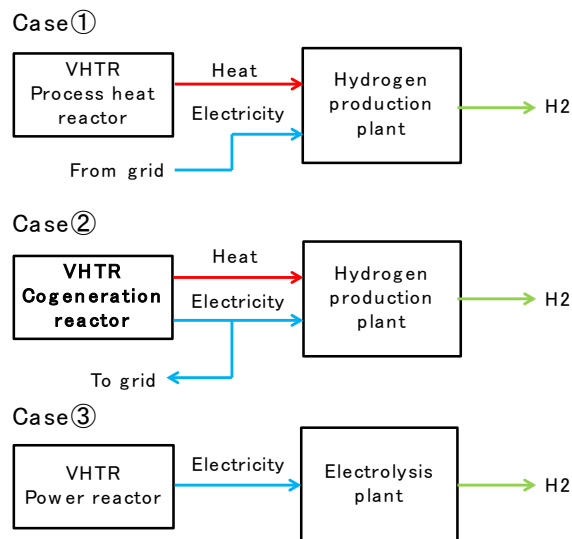 Case①
VHTR
Process heat
reactor
Heat
Electricity
From grid
Hydrogen
production
plant
H2
Case②
VHTR
Cogeneration
reactor
Heat
Electricity
To grid
Hydrogen
production
plant
H2
Case③
VHTR
Power reactor
Electricity
Electrolysis
plant
H2